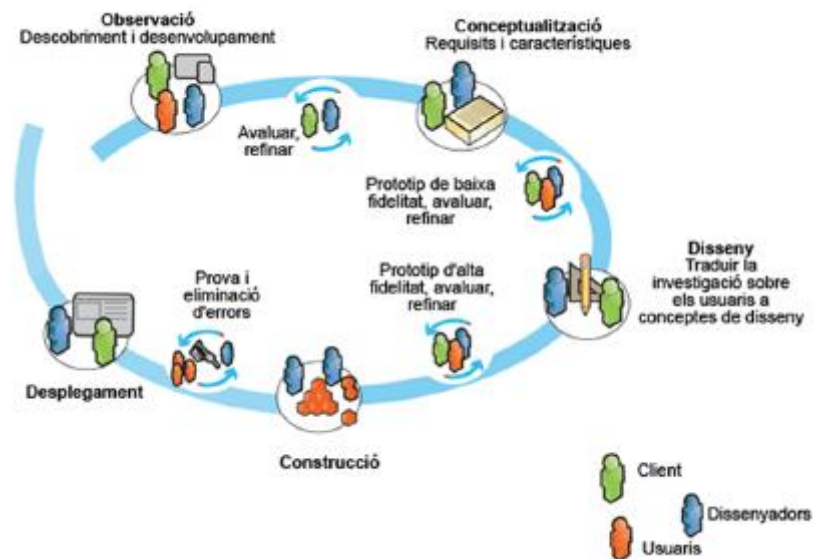 Observació
Descobriment i desenvolupament
Conceptualització
Requisits i característiques
Avaluar,
refinar
Prototip de baixa
fidelitat, avaluar,
refinar
Disseny
Traduir la
investigació sobre
els usuaris a
conceptes de disseny
Prototip d'alta
fidelitat, avaluar,
refinar
Prova i
eliminació
d'errors
Desplegament
Construcció
Client
Dissenyadors
Usuaris